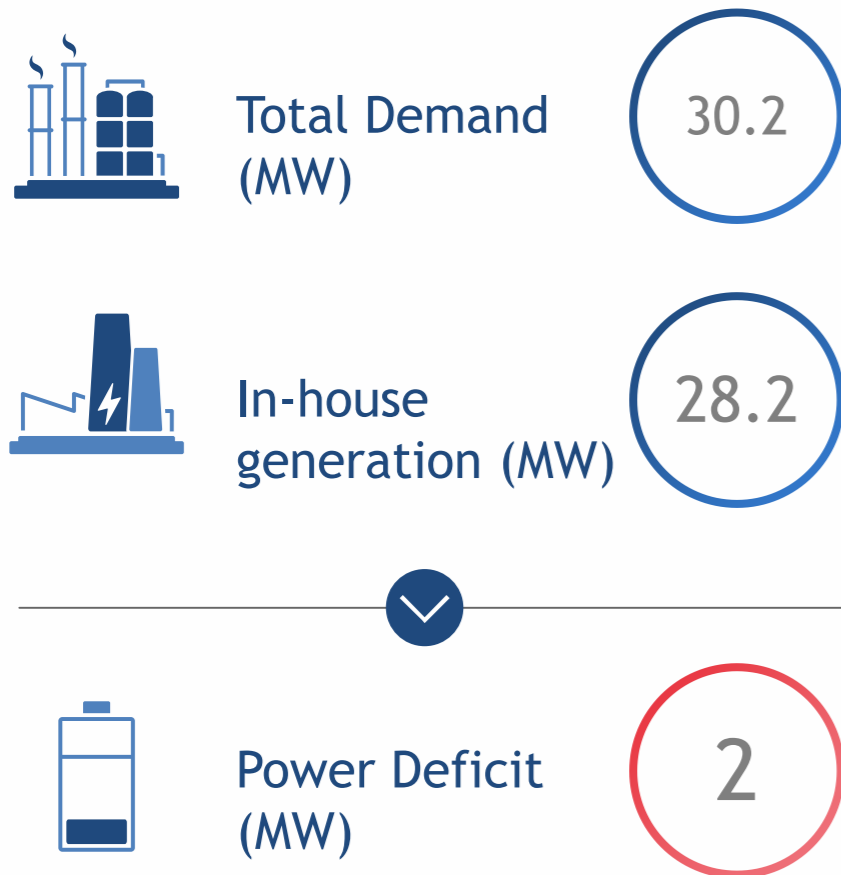 Total Demand
(MW)
30.2
In-house
generation (MW)
28.2
Power Deficit
(MW)
2